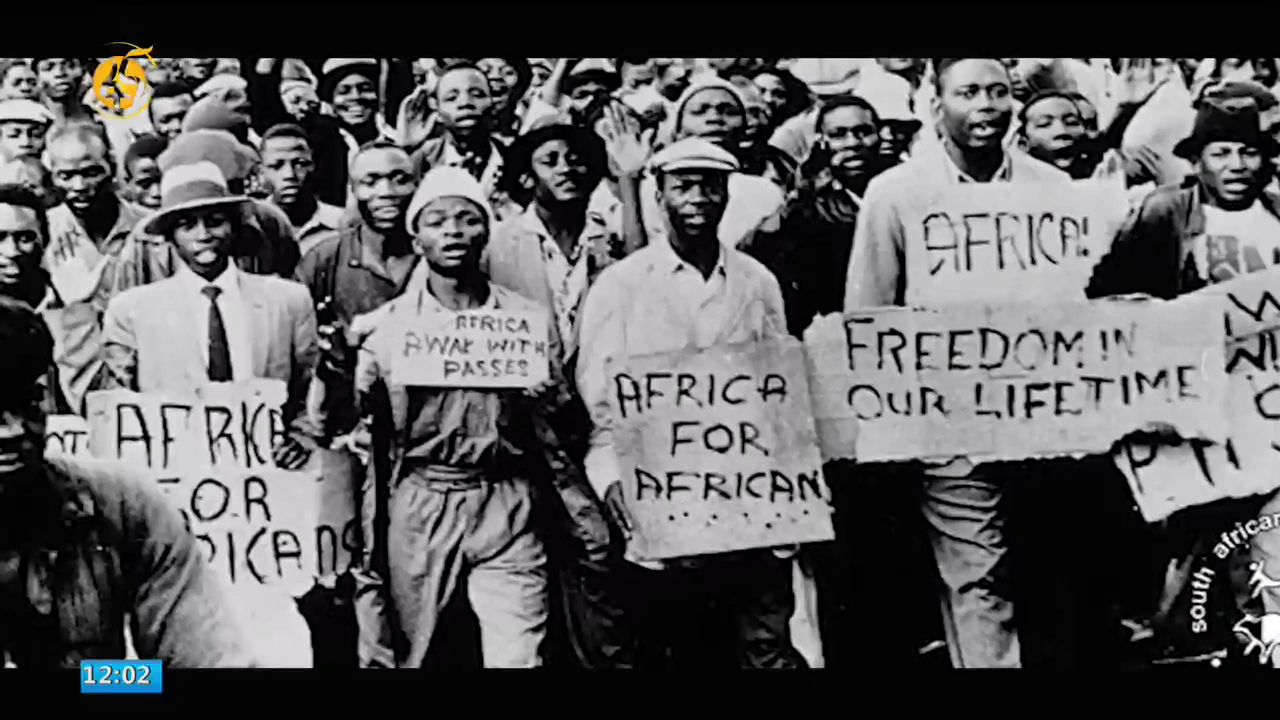 AFRICA!
AFRICA
AWAY WITH
PASSES
FREEDOM IN
OUR LIFETIME
AFRICA
FOR
AFRICAN
AFRICA
FOR
south african
12:02